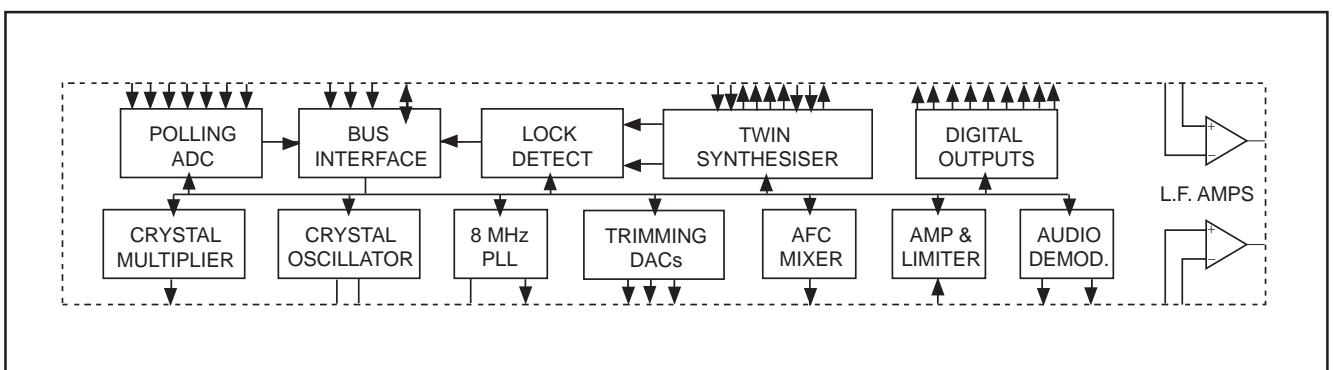 POLLING
ADC
BUS
INTERFACE
LOCK
DETECT
TWIN
SYNTHESISER
DIGITAL
OUTPUTS
+
−
L.F. AMPS
CRYSTAL
MULTIPLIER
CRYSTAL
OSCILLATOR
8 MHz
PLL
TRIMMING
DACs
AFC
MIXER
AMP &
LIMITER
AUDIO
DEMOD.
+
−